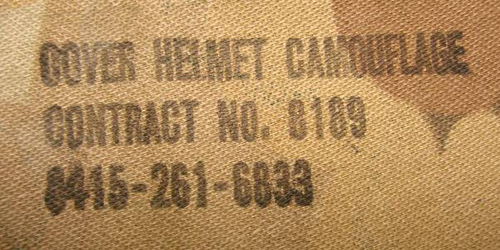 COVER HELMET CAMOUFLAGE
CONTRACT NO. 8189
8415-261-6833